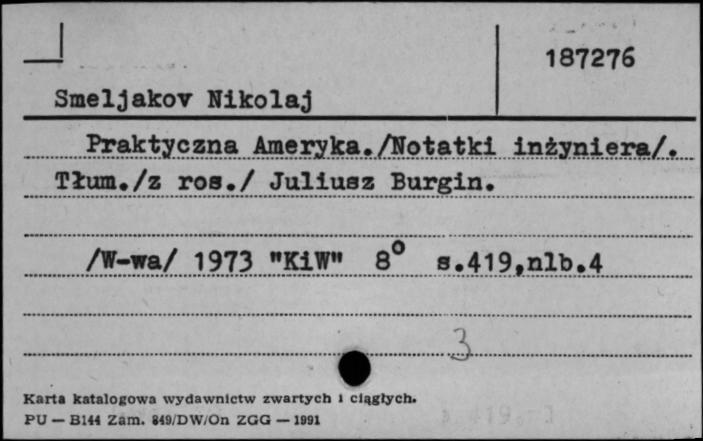 187276
Smeljakov Nikolaj
Praktyczna Ameryka./Notatki inżyniera/.
Tłum./z ros./ Juliusz Burgin.
/W-wa/ 1973 "KiW" 8° s.419,nlb.4
3
Karta katalogowa wydawnictw zwartych i ciągłych.
PU — B144 Zam. 849/DW/On ZGG — 1991